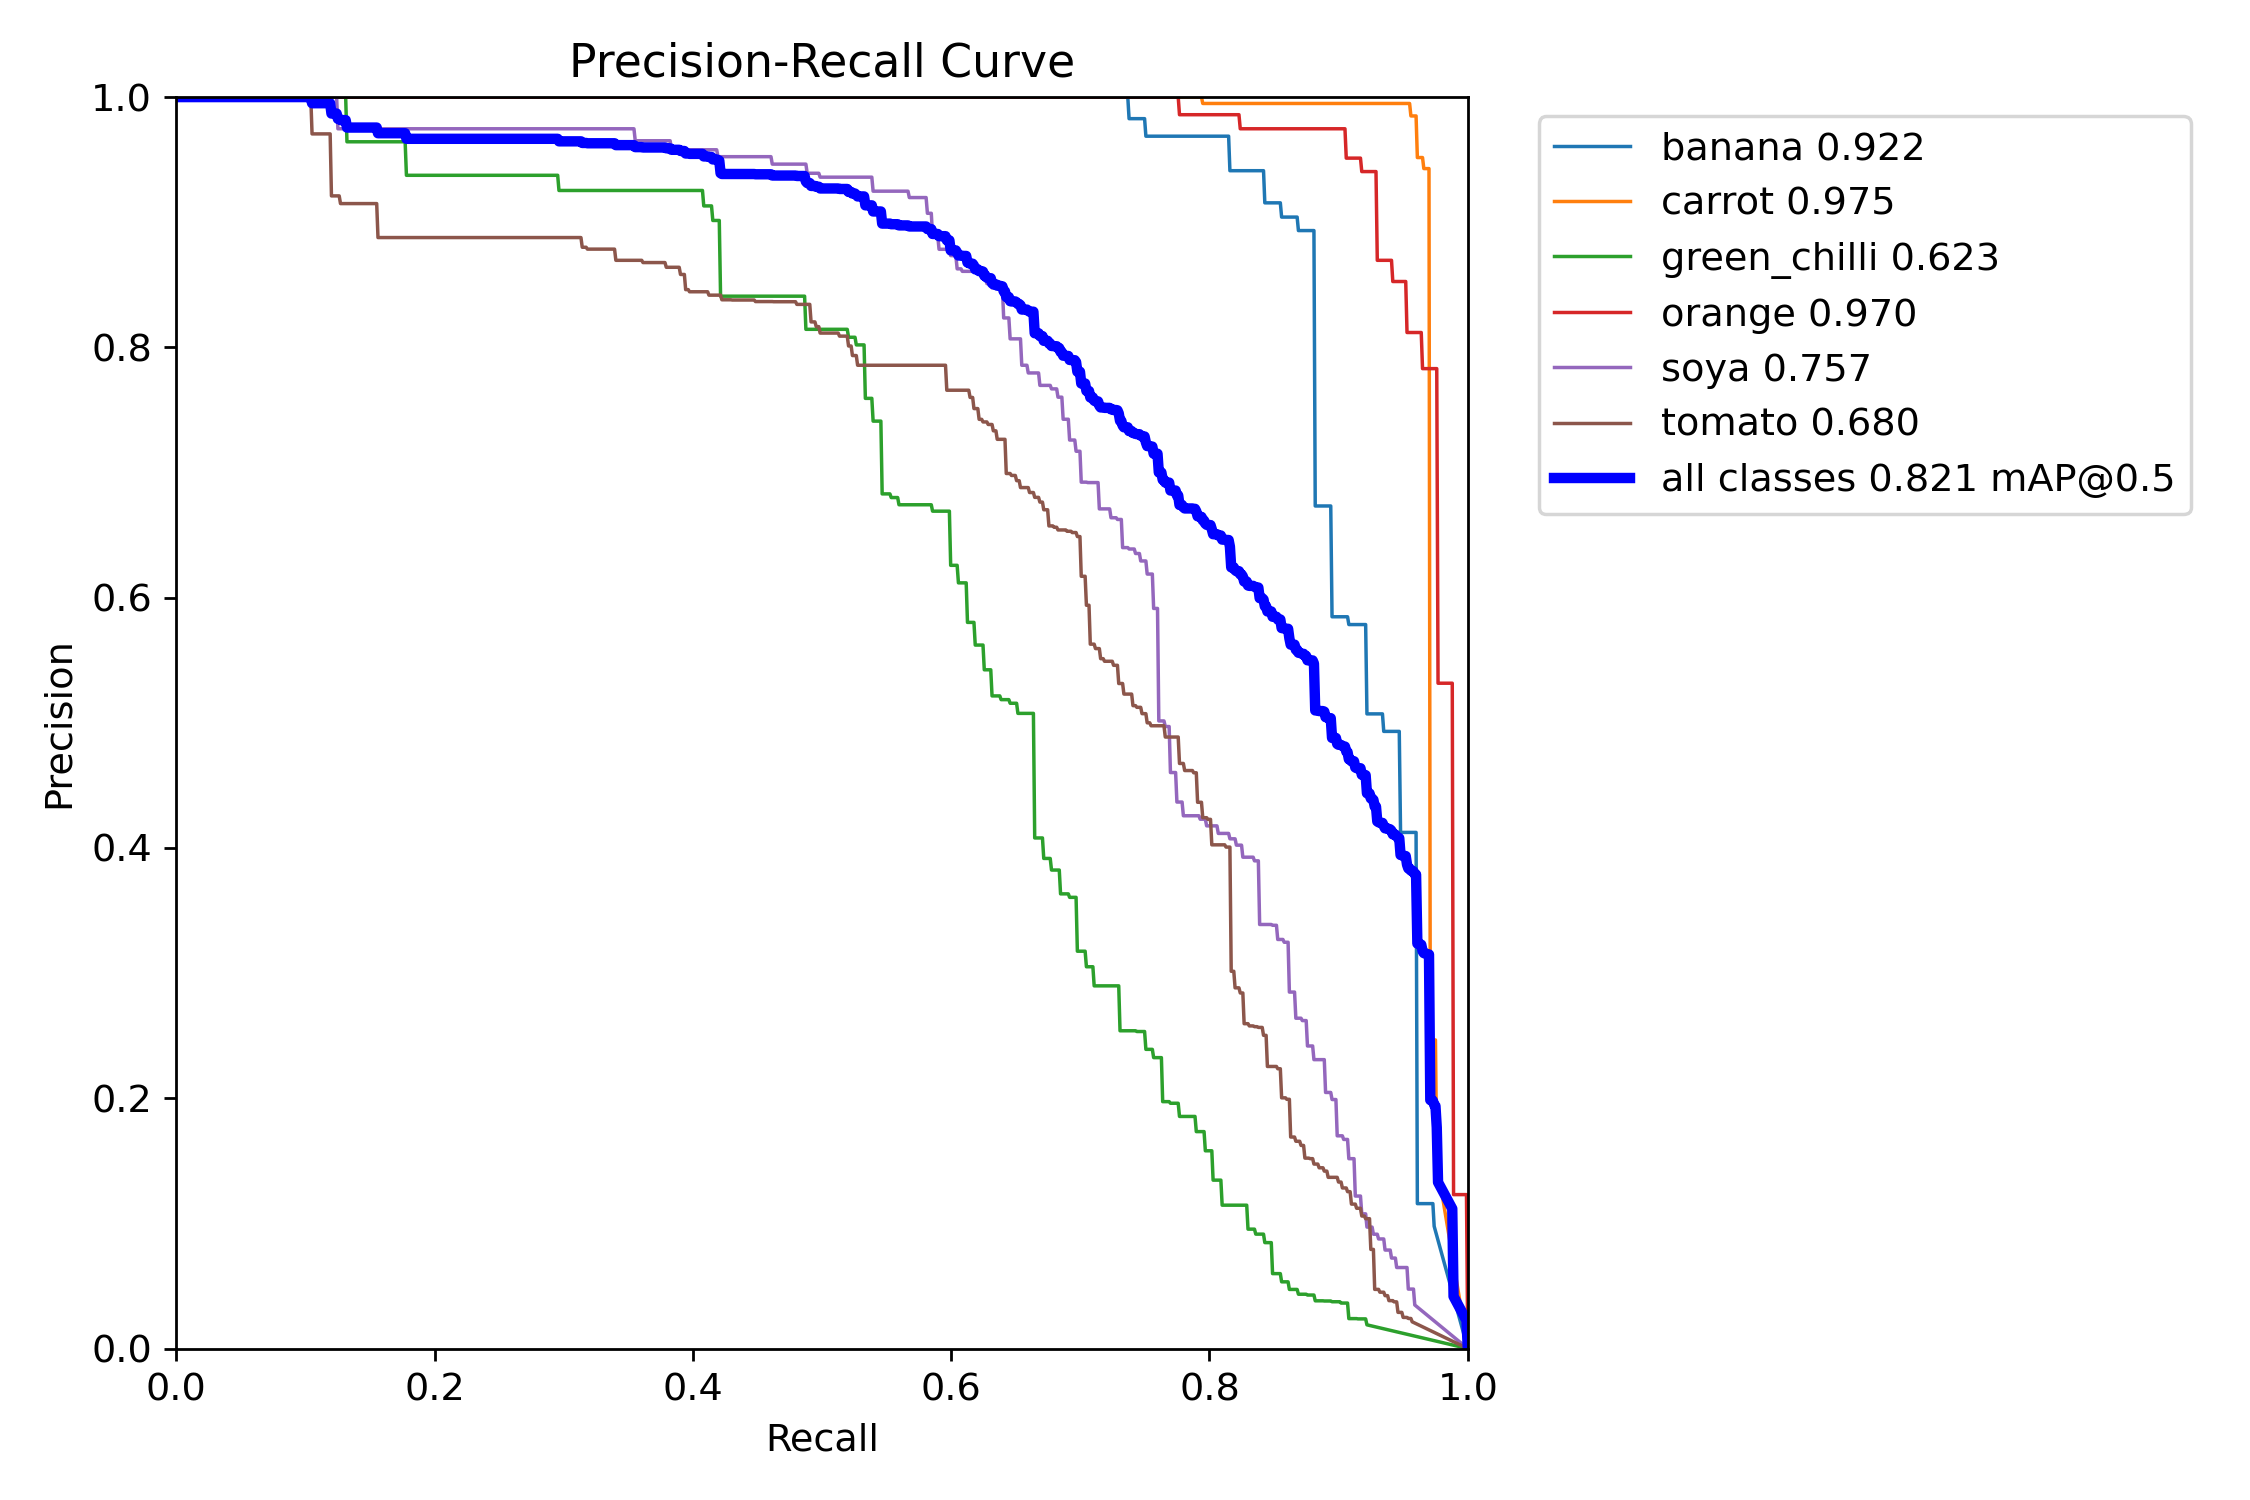 Precision-Recall Curve
1.0
0.8
0.6
0.4
0.2
0.0
Precision
0.0 0.2 0.4 0.6 0.8 1.0
Recall
banana 0.922
carrot 0.975
green_chilli 0.623
orange 0.970
soya 0.757
tomato 0.680
all classes 0.821 mAP@0.5